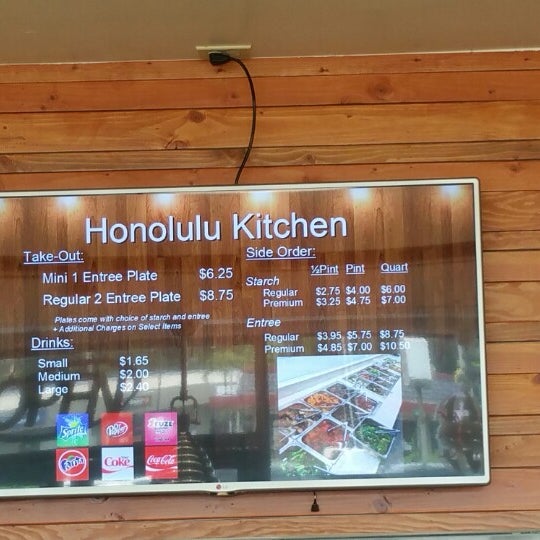 Honolulu Kitchen
Take-Out:
Mini 1 Entree Plate $6.25
Regular 2 Entree Plate $8.75
Plates come with choice of starch and entree
+ Additional Charges on Select Items
Drinks:
Small $1.65
Medium $2.00
Large $2.40
Sprite
Dr Pepper
FUZE
Fanta
Diet Coke
Coca-Cola
Side Order:
½Pint Pint Quart
Starch
Regular $2.75 $4.00 $6.00
Premium $3.25 $4.75 $7.00
Entree
Regular $3.95 $5.75 $8.75
Premium $4.85 $7.00 $10.50
LG